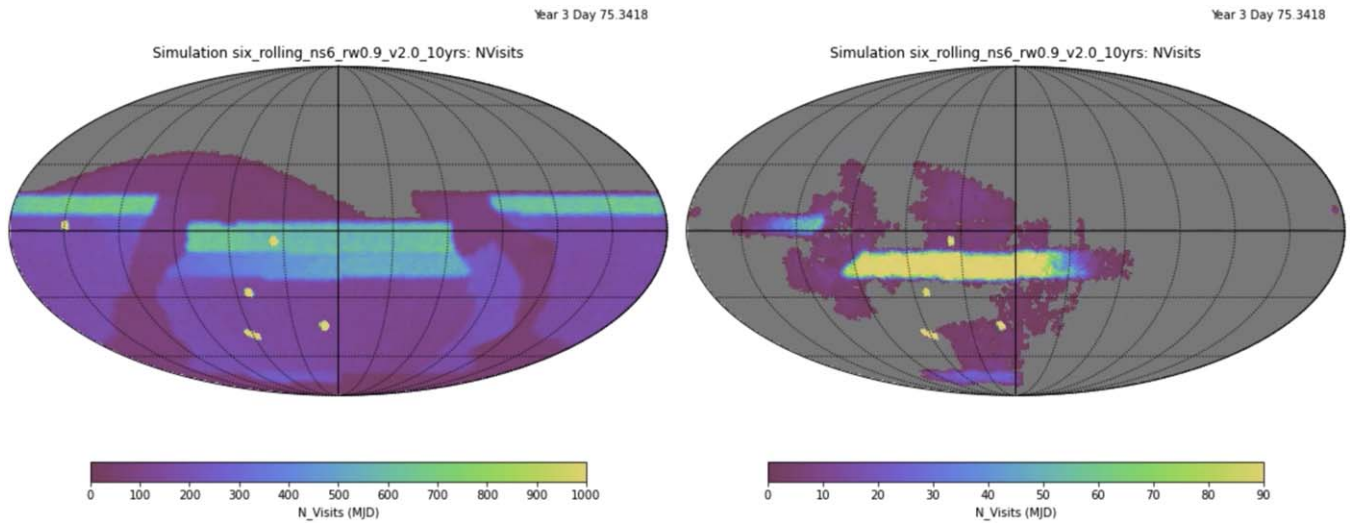 Year 3 Day 75.3418
Simulation six_rolling_ns6_rw0.9_v2.0_10yrs: NVisits
0 100 200 300 400 500 600 700 800 900 1000
N_Visits (MJD)
Year 3 Day 75.3418
Simulation six_rolling_ns6_rw0.9_v2.0_10yrs: NVisits
0 10 20 30 40 50 60 70 80 90
N_Visits (MJD)